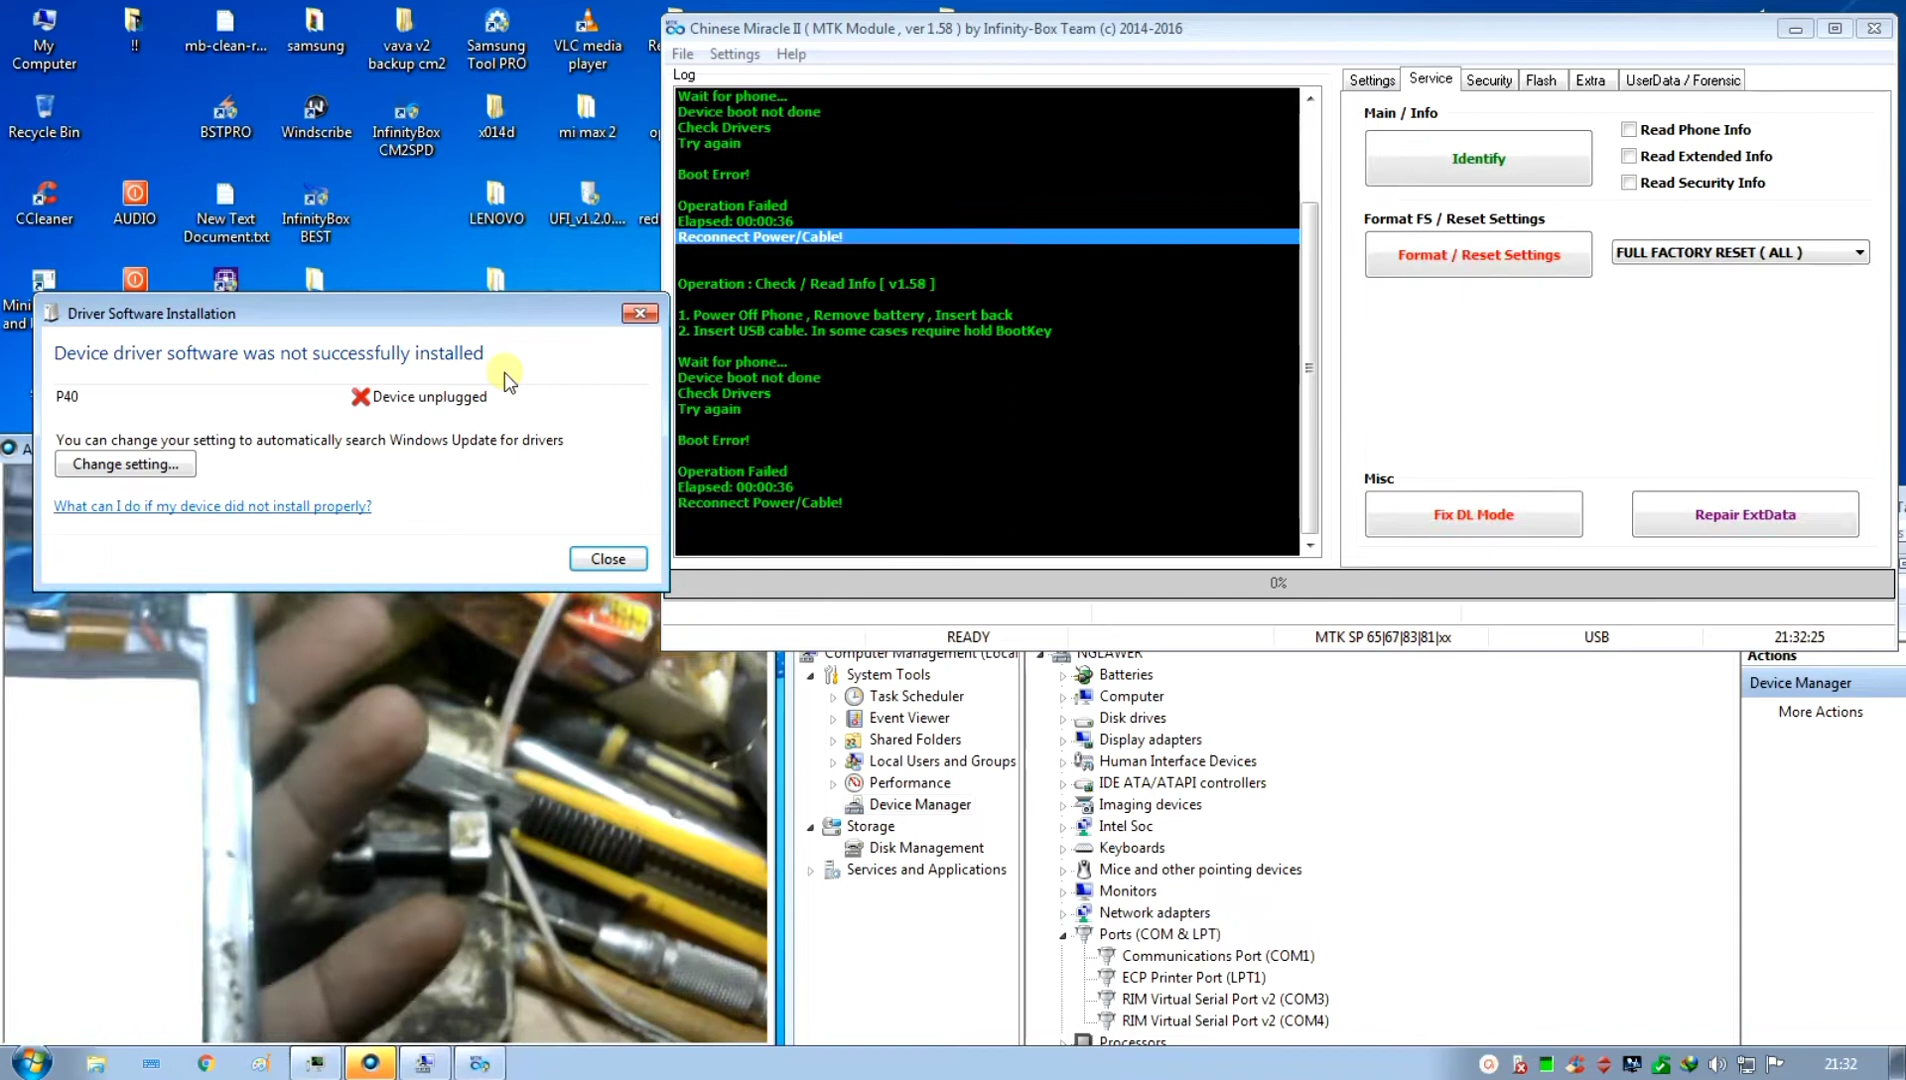 My
Computer
!!
mb-clean-r...
samsung
vava v2
backup cm2
Samsung
Tool PRO
VLC media
player
Recycle Bin
BSTPRO
Windscribe
InfinityBox
CM2SPD
x014d
mi max 2
CCleaner
AUDIO
New Text
Document.txt
InfinityBox
BEST
LENOVO
UFI_v1.2.0....
Driver Software Installation
Device driver software was not successfully installed
P40
Device unplugged
You can change your setting to automatically search Windows Update for drivers
Change setting...
What can I do if my device did not install properly?
Close
Chinese Miracle II ( MTK Module , ver 1.58 ) by Infinity-Box Team (c) 2014-2016
File Settings Help
Log
Wait for phone...
Device boot not done
Check Drivers
Try again
Boot Error!
Operation Failed
Elapsed: 00:00:36
Reconnect Power/Cable!
Operation : Check / Read Info [ v1.58 ]
1. Power Off Phone , Remove battery , Insert back
2. Insert USB cable. In some cases require hold BootKey
Wait for phone...
Device boot not done
Check Drivers
Try again
Boot Error!
Operation Failed
Elapsed: 00:00:36
Reconnect Power/Cable!
Settings Service Security Flash Extra UserData / Forensic
Main / Info
Identify
Read Phone Info
Read Extended Info
Read Security Info
Format FS / Reset Settings
Format / Reset Settings
FULL FACTORY RESET ( ALL )
Misc
Fix DL Mode
Repair ExtData
0%
READY
MTK SP 65|67|83|81|xx
USB
21:32:25
Computer Management (Local
System Tools
Task Scheduler
Event Viewer
Shared Folders
Local Users and Groups
Performance
Device Manager
Storage
Disk Management
Services and Applications
NGLAWER
Batteries
Computer
Disk drives
Display adapters
Human Interface Devices
IDE ATA/ATAPI controllers
Imaging devices
Intel Soc
Keyboards
Mice and other pointing devices
Monitors
Network adapters
Ports (COM & LPT)
Communications Port (COM1)
ECP Printer Port (LPT1)
RIM Virtual Serial Port v2 (COM3)
RIM Virtual Serial Port v2 (COM4)
Processors
Actions
Device Manager
More Actions
21:32